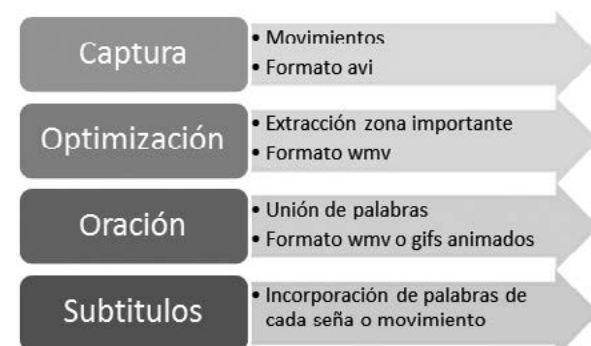 Captura
• Movimientos
• Formato avi
Optimización
• Extracción zona importante
• Formato wmv
Oración
• Unión de palabras
• Formato wmv o gifs animados
Subtitulos
• Incorporación de palabras de
cada seña o movimiento